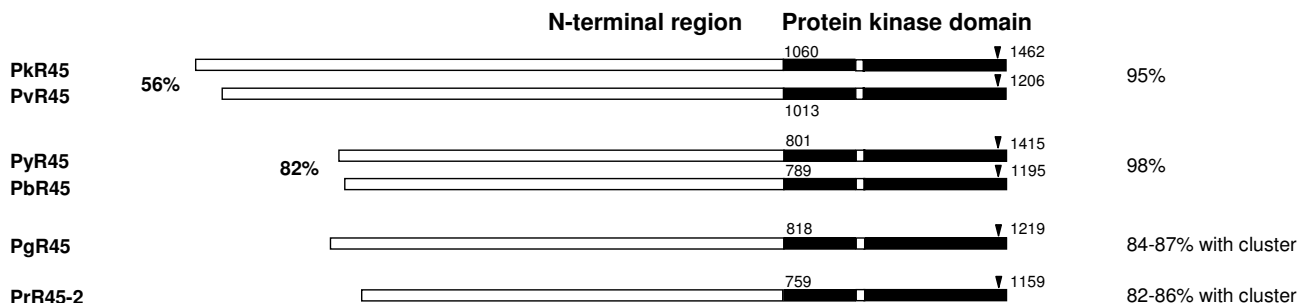 N-terminal region Protein kinase domain
1060
1462
PkR45
56%
95%
1206
PvR45
1013
801
1415
PyR45
82%
98%
789
1195
PbR45
818
1219
PgR45
84-87% with cluster
759
1159
PrR45-2
82-86% with cluster